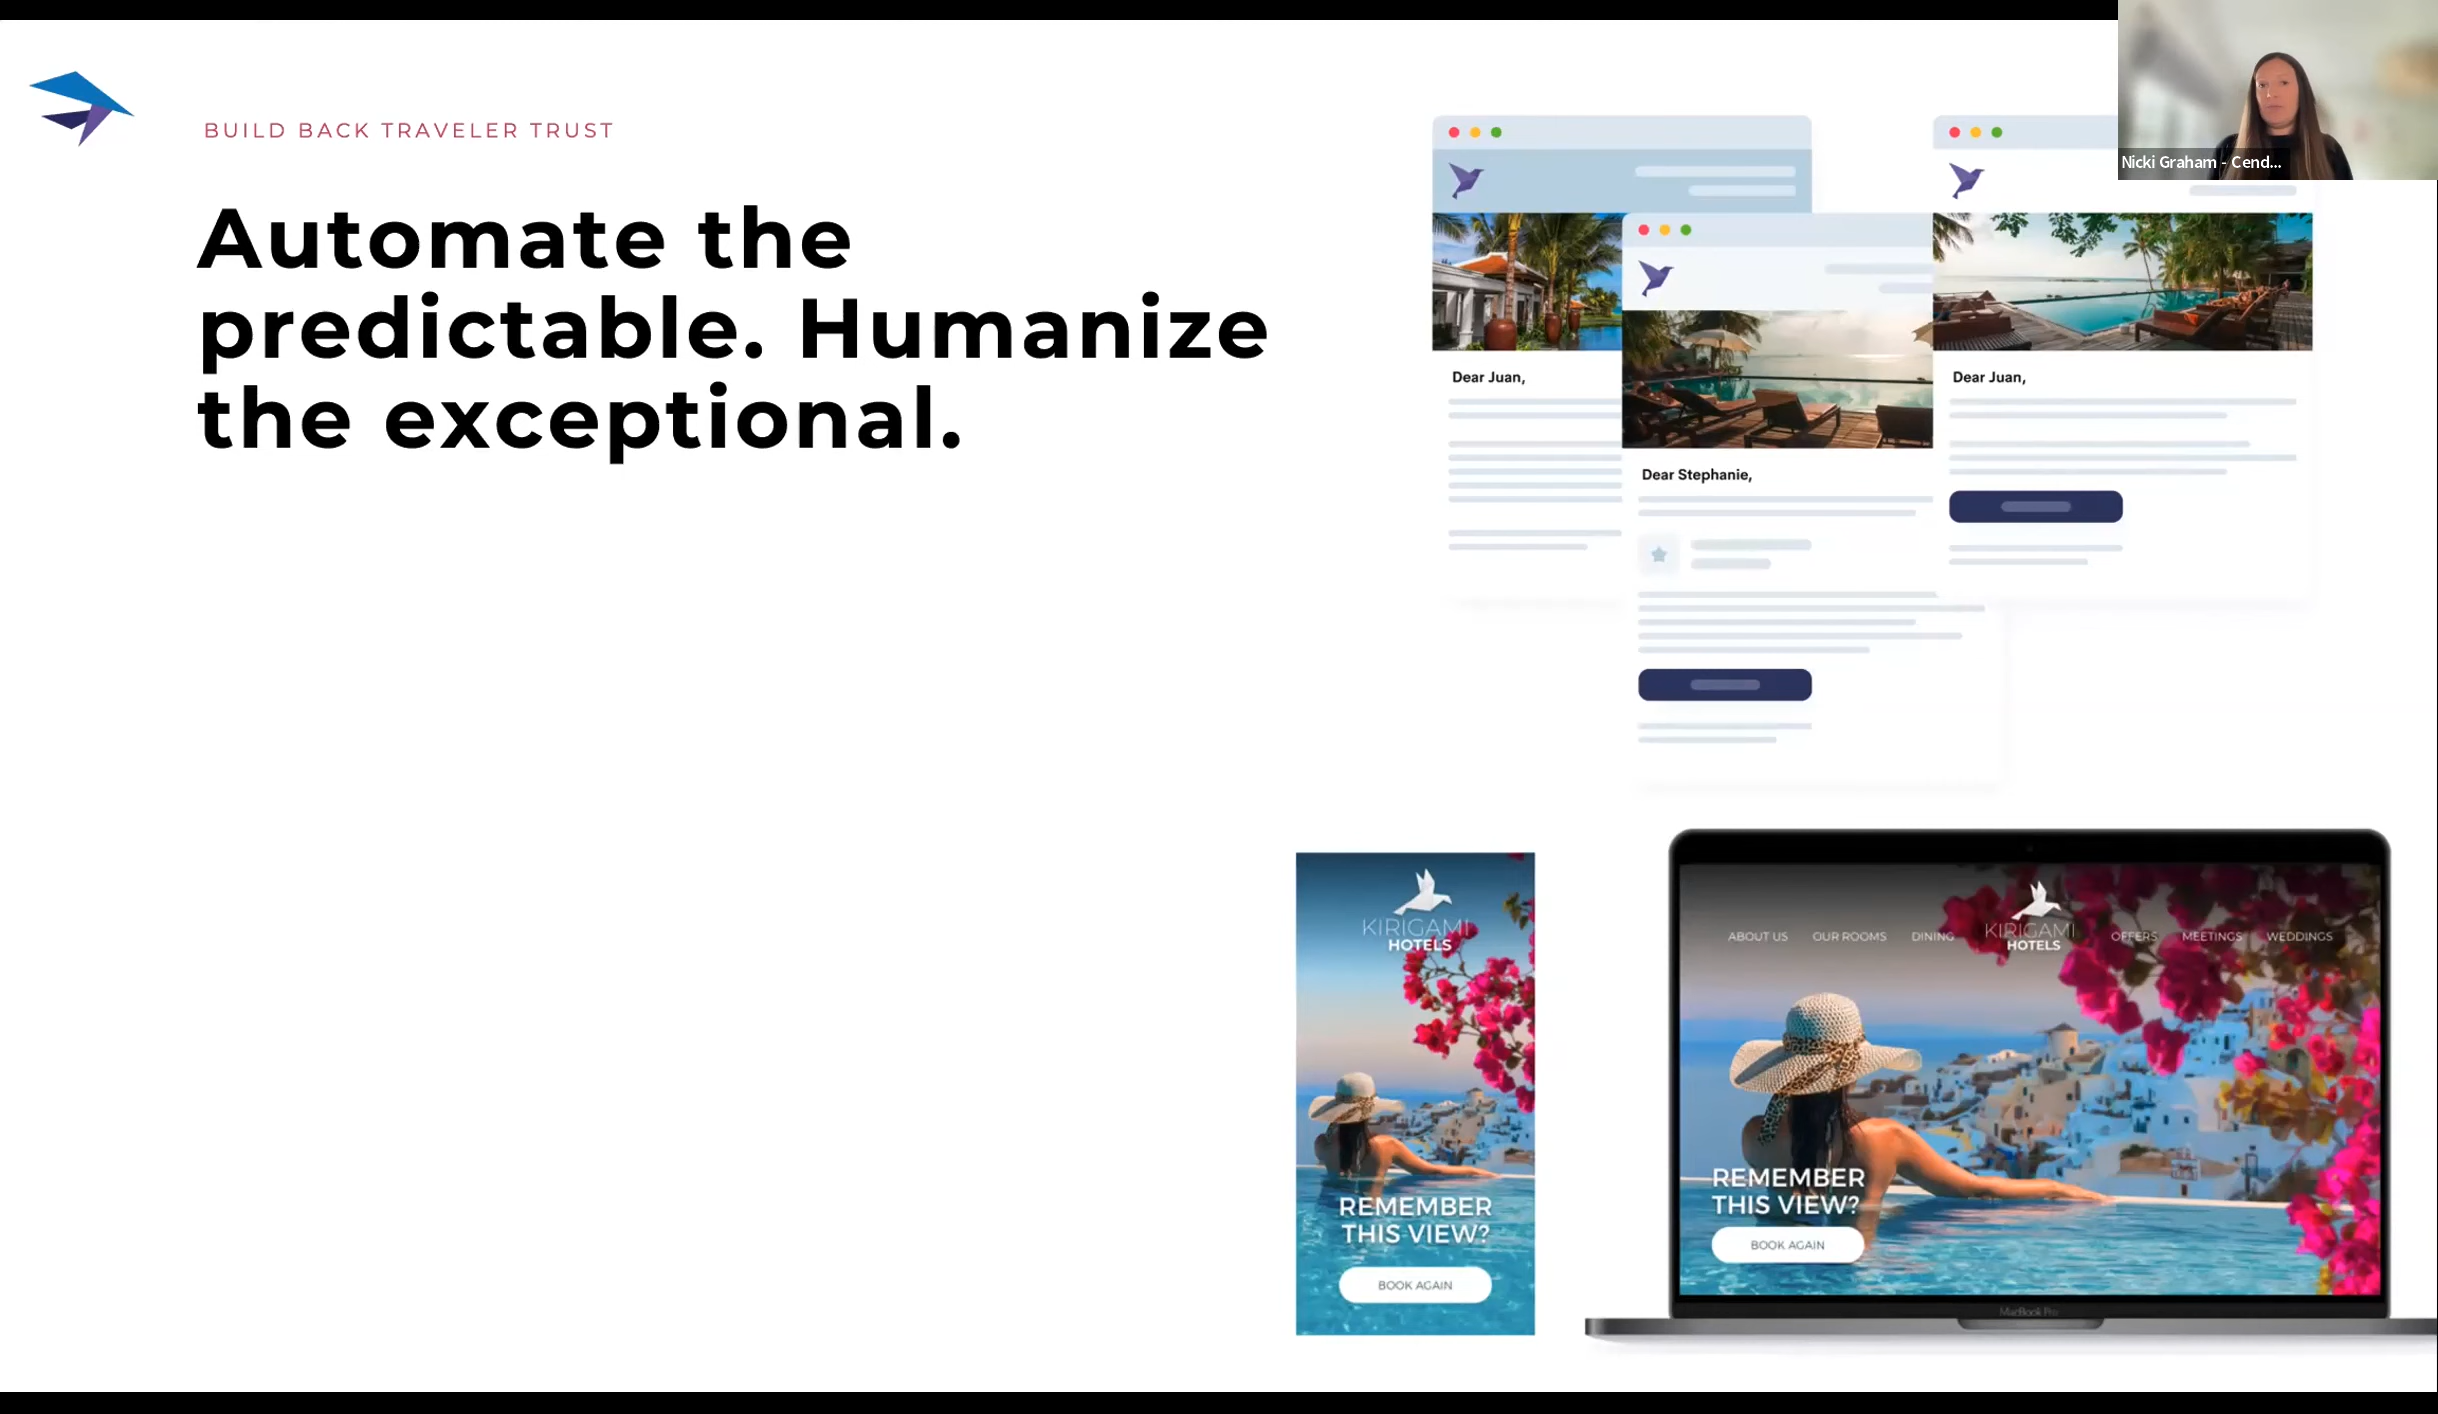 BUILD BACK TRAVELER TRUST
Automate the
predictable. Humanize
the exceptional.
Nicki Graham - Cend...
Dear Juan,
Dear Stephanie,
Dear Juan,
KIRIGAMI
HOTELS
REMEMBER
THIS VIEW?
BOOK AGAIN
ABOUT US OUR ROOMS DINING KIRIGAMI HOTELS OFFERS MEETINGS WEDDINGS
REMEMBER
THIS VIEW?
BOOK AGAIN
MacBook Pro